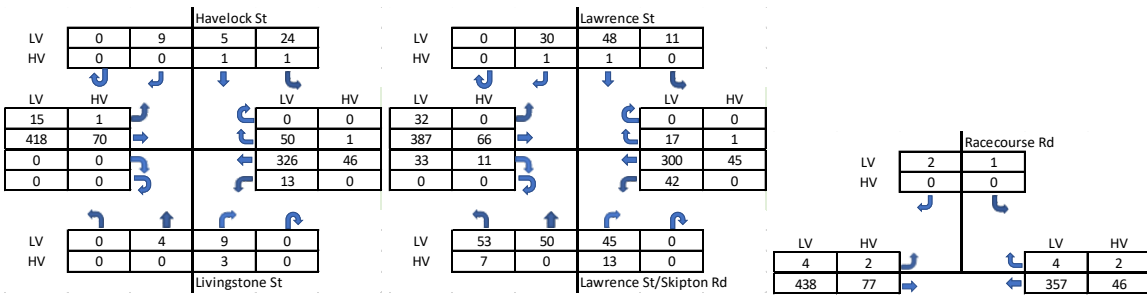 Havelock St
LV 0 9 5 24
HV 0 0 1 1
LV HV
15 1
418 70
0 0
0 0
LV HV
0 0
50 1
326 46
13 0
LV 0 4 9 0
HV 0 0 3 0
Livingstone St
Lawrence St
LV 0 30 48 11
HV 0 1 1 0
LV HV
32 0
387 66
33 11
0 0
LV HV
0 0
17 1
300 45
42 0
LV 53 50 45 0
HV 7 0 13 0
Lawrence St/Skipton Rd
Racecourse Rd
LV 2 1
HV 0 0
LV HV
4 2
438 77
LV HV
4 2
357 46